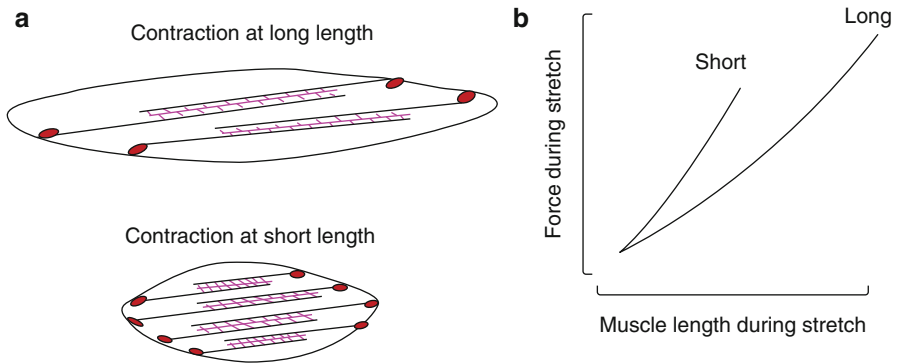 a
Contraction at long length
Contraction at short length
b
Long
Short
Force during stretch
Muscle length during stretch